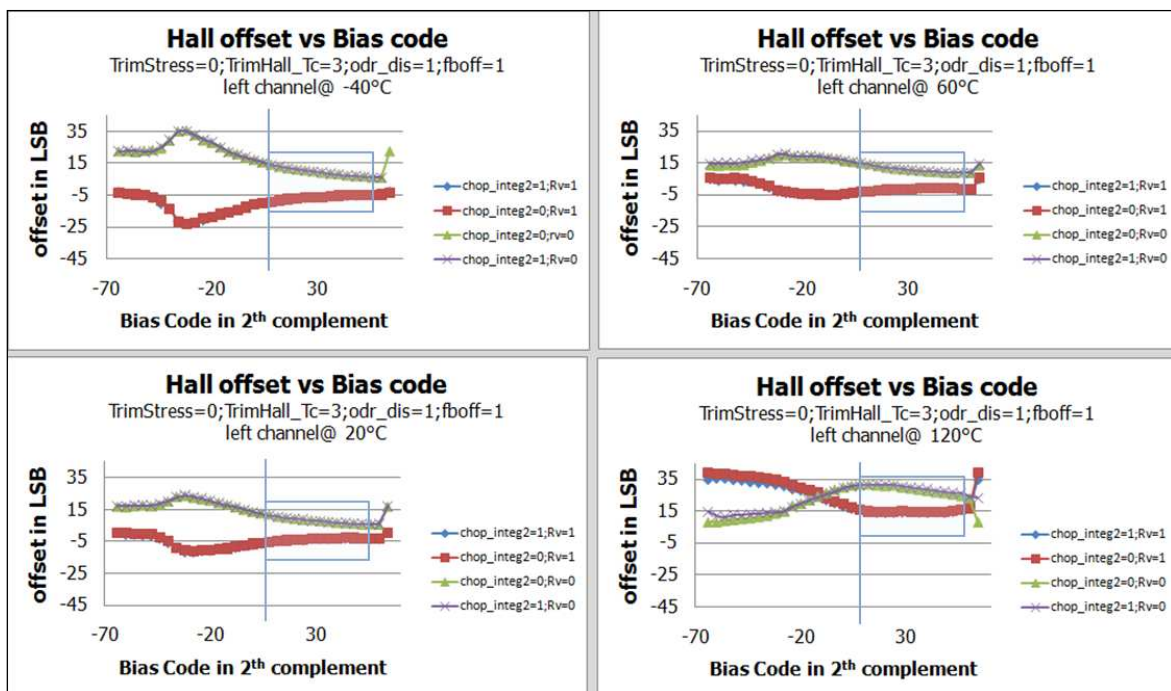 Hall offset vs Bias code
TrimStress=0;TrimHall_Tc=3;odr_dis=1;fboff=1
left channel@ -40°C
offset in LSB
35
15
-5
-25
-45
-70
-20
30
Bias Code in 2th complement
chop_integ2=1;Rv=1
chop_integ2=0;Rv=1
chop_integ2=0;rv=0
chop_integ2=1;Rv=0
Hall offset vs Bias code
TrimStress=0;TrimHall_Tc=3;odr_dis=1;fboff=1
left channel@ 60°C
offset in LSB
35
15
-5
-25
-45
-70
-20
30
Bias Code in 2th complement
chop_integ2=1;Rv=1
chop_integ2=0;Rv=1
chop_integ2=0;Rv=0
chop_integ2=1;Rv=0
Hall offset vs Bias code
TrimStress=0;TrimHall_Tc=3;odr_dis=1;fboff=1
left channel@ 20°C
offset in LSB
35
15
-5
-25
-45
-70
-20
30
Bias Code in 2th complement
chop_integ2=1;Rv=1
chop_integ2=0;Rv=1
chop_integ2=0;Rv=0
chop_integ2=1;Rv=0
Hall offset vs Bias code
TrimStress=0;TrimHall_Tc=3;odr_dis=1;fboff=1
left channel@ 120°C
offset in LSB
35
15
-5
-25
-45
-70
-20
30
Bias Code in 2th complement
chop_integ2=1;Rv=1
chop_integ2=0;Rv=1
chop_integ2=0;Rv=0
chop_integ2=1;Rv=0